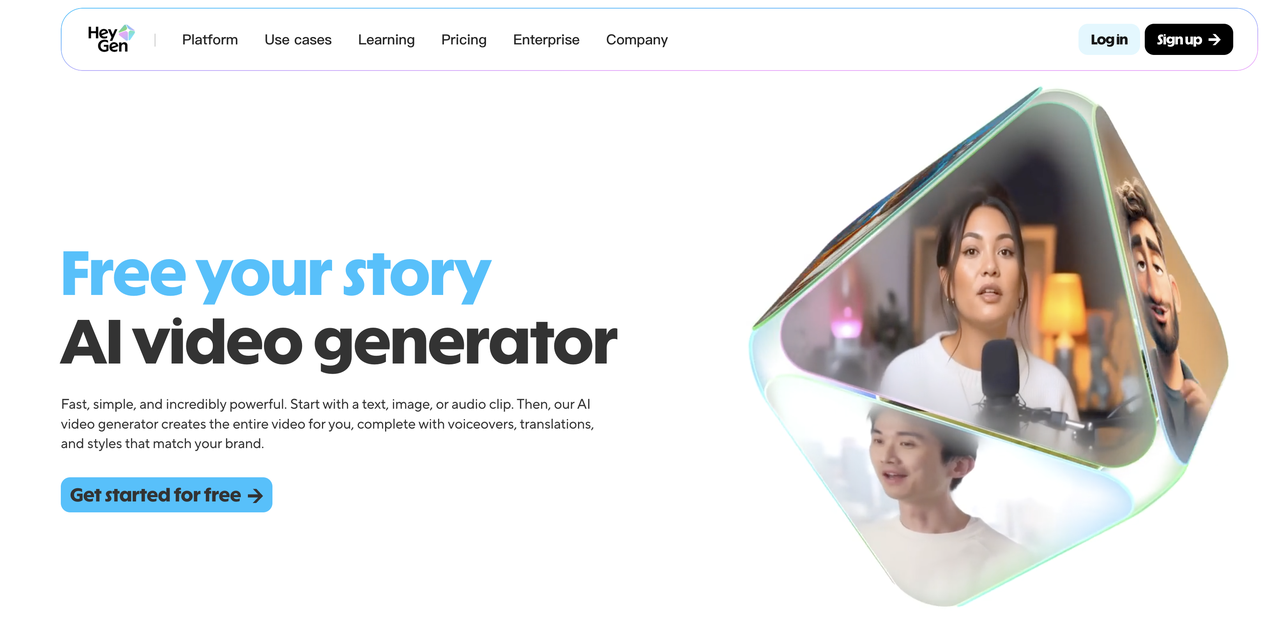 Hey
Gen
Platform
Use cases
Learning
Pricing
Enterprise
Company
Log in
Sign up →
Free your story
AI video generator
Fast, simple, and incredibly powerful. Start with a text, image, or audio clip. Then, our AI
video generator creates the entire video for you, complete with voiceovers, translations,
and styles that match your brand.
Get started for free →